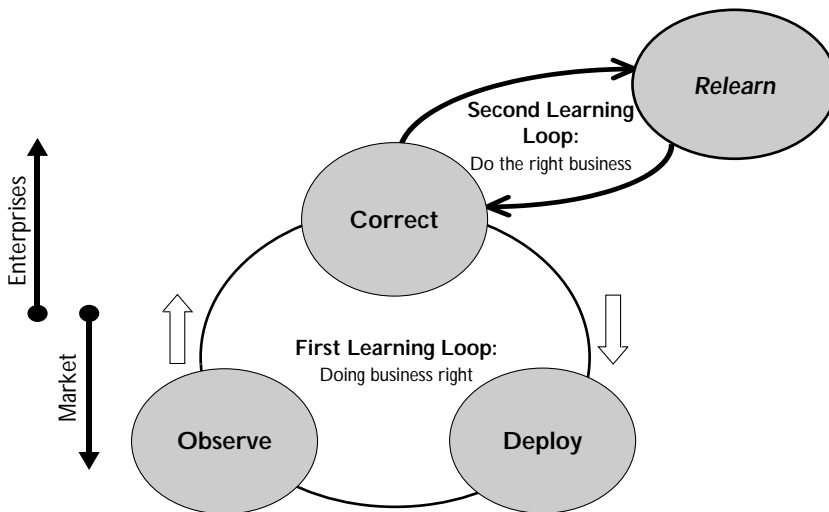 Relearn
Second Learning
Loop:
Do the right business
Correct
Enterprises
First Learning Loop:
Doing business right
Market
Observe
Deploy